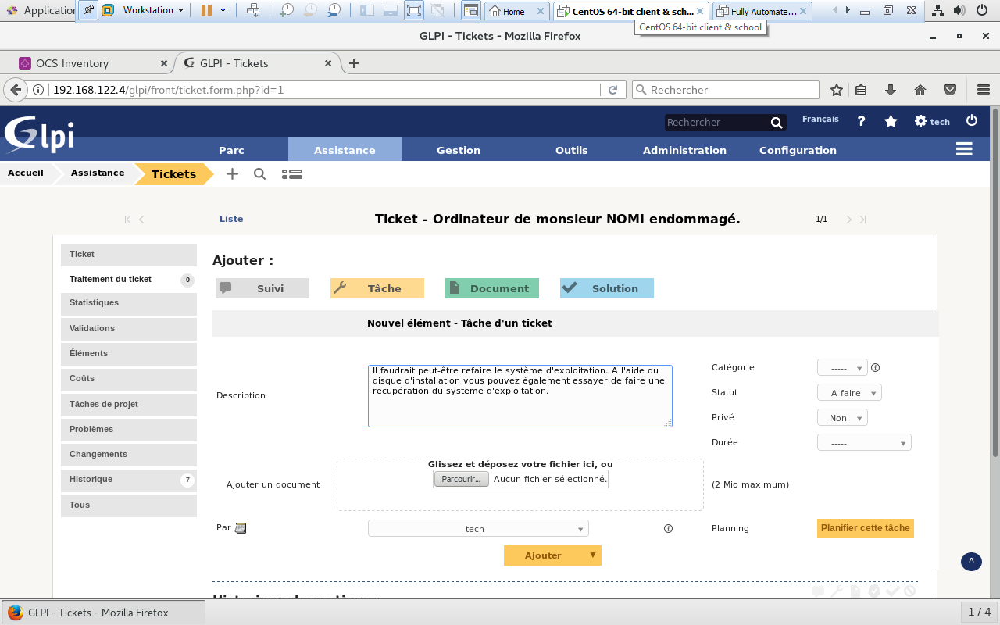 Application
Workstation
Home
CentOS 64-bit client & sch...
Fully Automate...
CentOS 64-bit client & school
GLPI - Tickets - Mozilla Firefox
OCS Inventory
GLPI - Tickets
192.168.122.4/glpi/front/ticket.form.php?id=1
Rechercher
Glpi
Rechercher
Français
?
tech
Parc
Assistance
Gestion
Outils
Administration
Configuration
Accueil
Assistance
Tickets
Liste
Ticket - Ordinateur de monsieur NOMI endommagé.
1/1
Ticket
Traitement du ticket 0
Statistiques
Validations
Éléments
Coûts
Tâches de projet
Problèmes
Changements
Historique 7
Tous
Ajouter :
Suivi
Tâche
Document
Solution
Nouvel élément - Tâche d'un ticket
Description
Il faudrait peut-être refaire le système d'exploitation. A l'aide du
disque d'installation vous pouvez également essayer de faire une
récupération du système d'exploitation.
Catégorie -----
Statut A faire
Privé Non
Durée -----
Ajouter un document
Glissez et déposez votre fichier ici, ou
Parcourir... Aucun fichier sélectionné.
(2 Mio maximum)
Par
tech
Planning
Planifier cette tâche
Ajouter
^
Historique des actions :
GLPI - Tickets - Mozilla Firefox
1 / 4